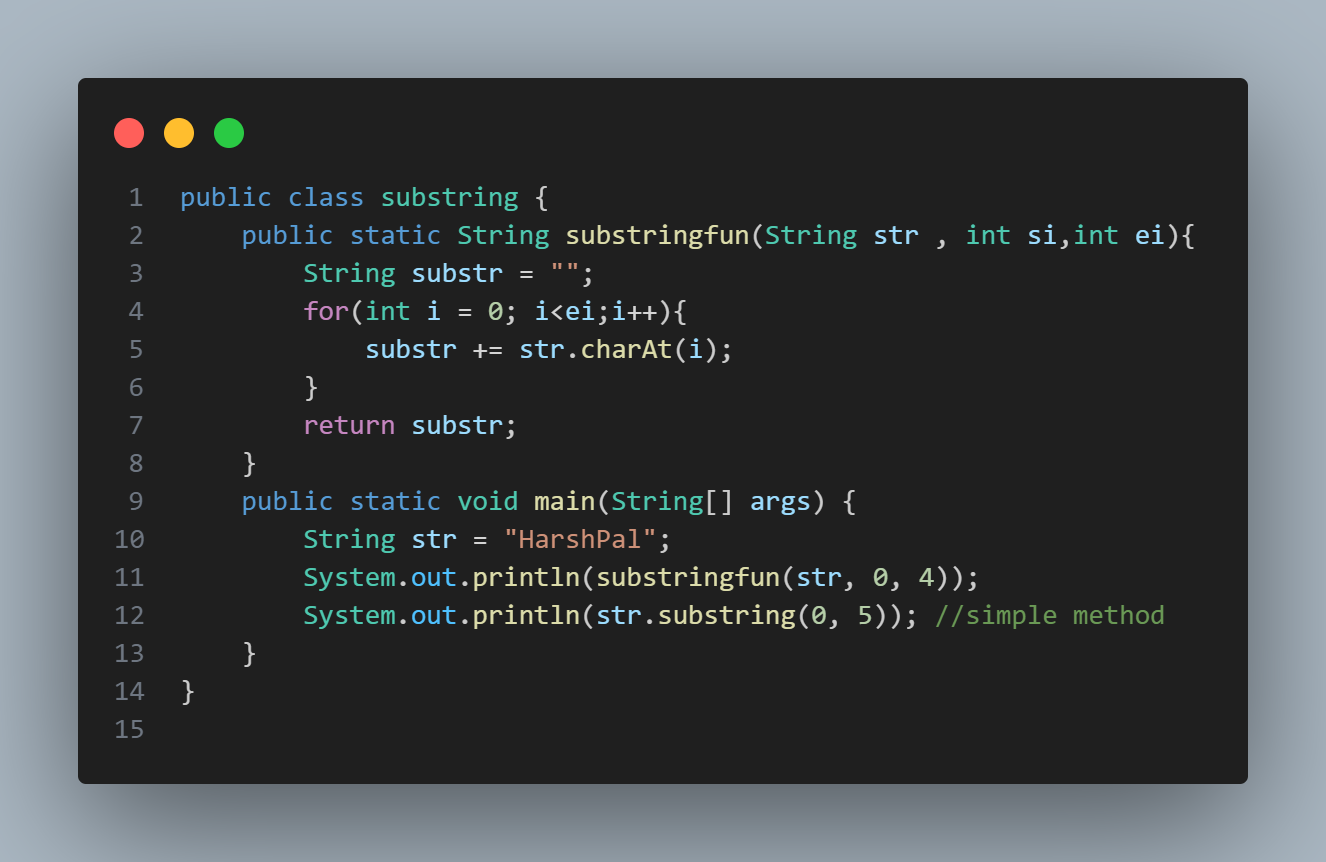 1 public class substring {
2     public static String substringfun(String str , int si,int ei){
3         String substr = "";
4         for(int i = 0; i<ei;i++){
5             substr += str.charAt(i);
6         }
7         return substr;
8     }
9     public static void main(String[] args) {
10         String str = "HarshPal";
11         System.out.println(substringfun(str, 0, 4));
12         System.out.println(str.substring(0, 5)); //simple method
13     }
14 }
15